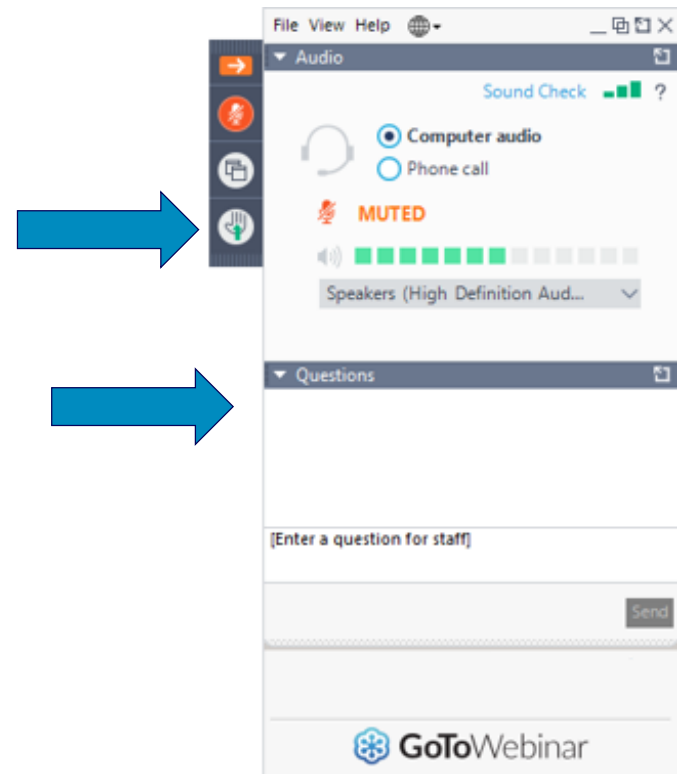 File View Help
Audio
Sound Check ?
Computer audio
Phone call
MUTED
Speakers (High Definition Aud...
Questions
[Enter a question for staff]
Send
GoToWebinar